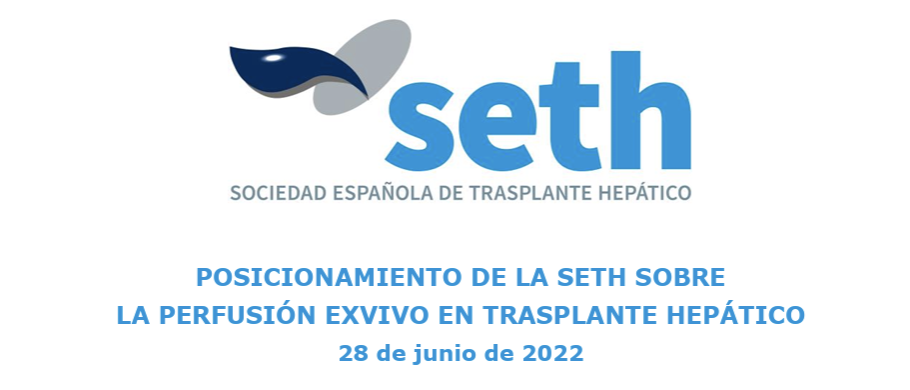 seth
SOCIEDAD ESPAÑOLA DE TRASPLANTE HEPÁTICO
POSICIONAMIENTO DE LA SETH SOBRE
LA PERFUSIÓN EXVIVO EN TRASPLANTE HEPÁTICO
28 de junio de 2022